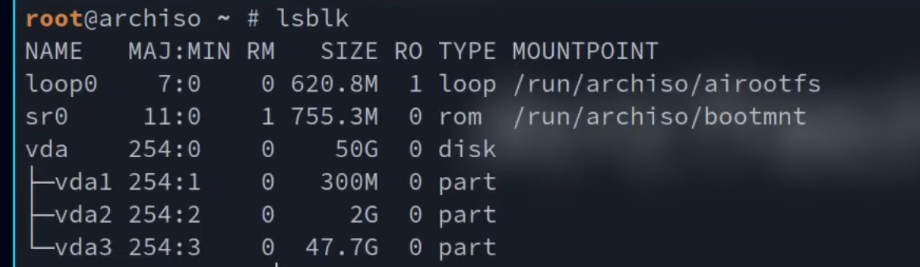 root@archiso ~ # lsblk
NAME   MAJ:MIN RM   SIZE RO TYPE MOUNTPOINT
loop0    7:0    0 620.8M  1 loop /run/archiso/airootfs
sr0     11:0    1 755.3M  0 rom  /run/archiso/bootmnt
vda    254:0    0    50G  0 disk
├─vda1 254:1    0   300M  0 part
├─vda2 254:2    0     2G  0 part
└─vda3 254:3    0  47.7G  0 part